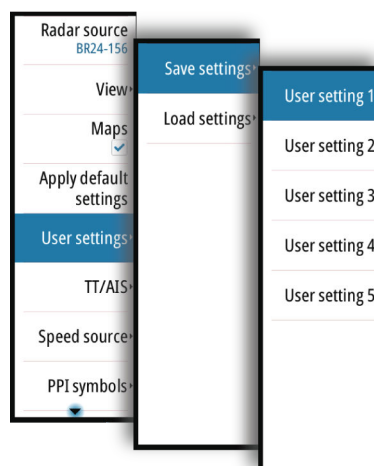 Radar source
BR24-156
View
Maps
Apply default
settings
User settings
TT/AIS
Speed source
PPI symbols
Save settings
Load settings
User setting 1
User setting 2
User setting 3
User setting 4
User setting 5